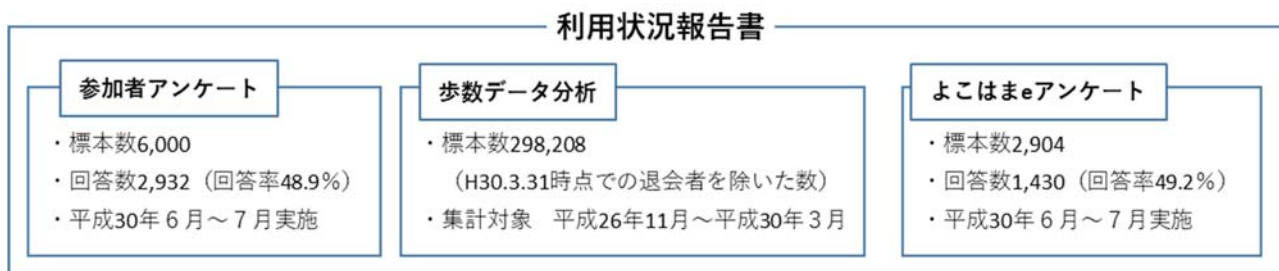 利用状況報告書
参加者アンケート
・標本数6,000
・回答数2,932（回答率48.9％）
・平成30年６月～７月実施
歩数データ分析
・標本数298,208
（H30.3.31時点での退会者を除いた数）
・集計対象　平成26年11月～平成30年３月
よこはまeアンケート
・標本数2,904
・回答数1,430（回答率49.2％）
・平成30年６月～７月実施